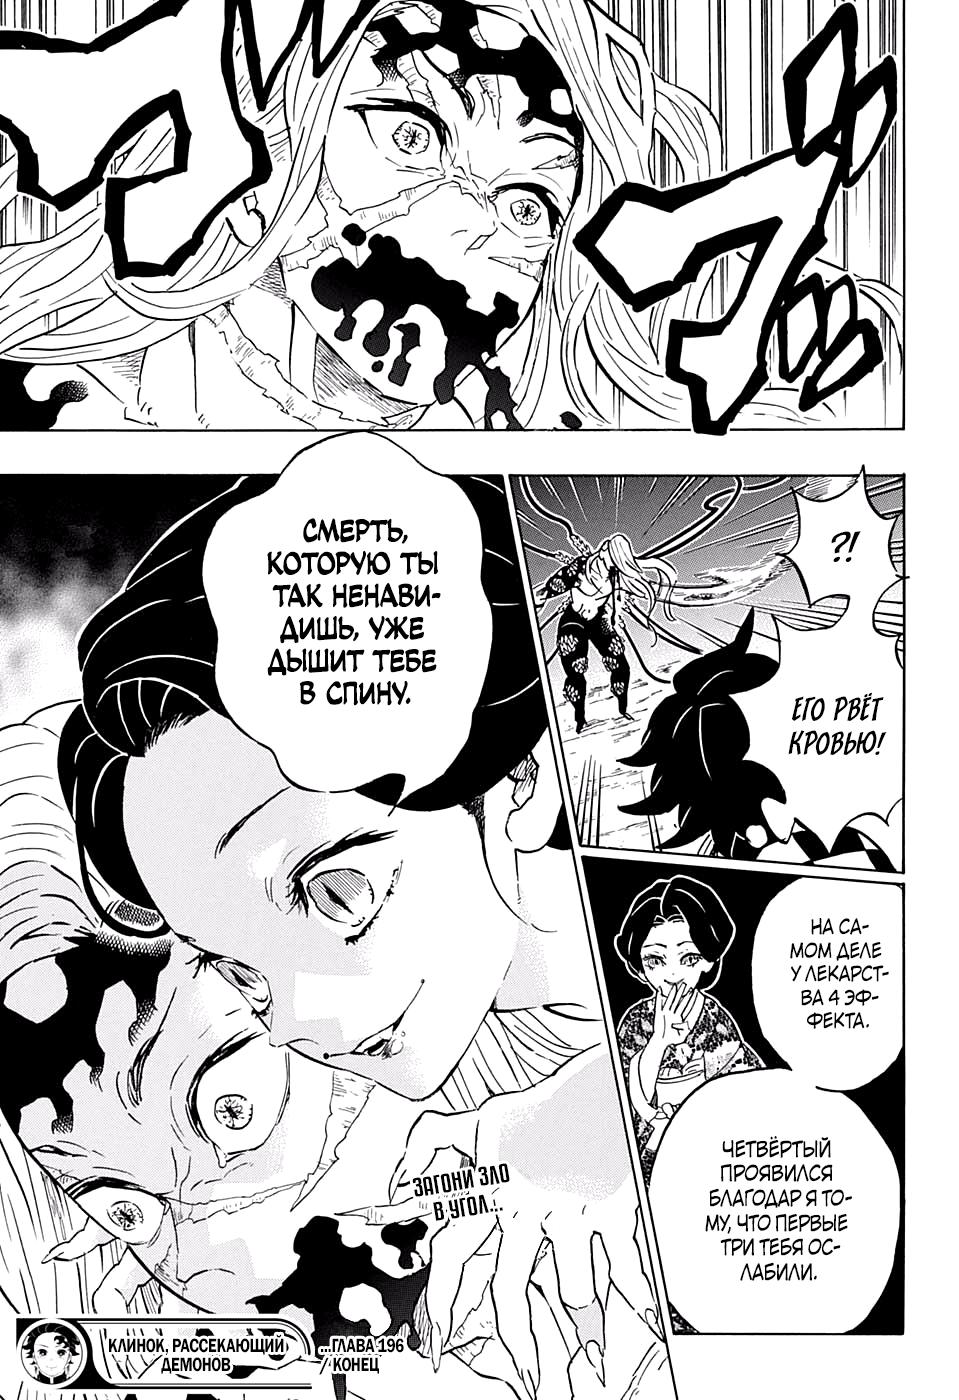 ?!
ЕГО РВЁТ
КРОВЬЮ!
НА СА-
МОМ ДЕЛЕ
У ЛЕКАРСТ-
ВА 4 ЭФ-
ФЕКТА.
ЧЕТВЁРТЫЙ
ПРОЯВИЛСЯ
БЛАГОДАР Я ТО-
МУ, ЧТО ПЕРВЫЕ
ТРИ ТЕБЯ ОС-
ЛАБИЛИ.
СМЕРТЬ,
КОТОРУЮ ТЫ
ТАК НЕНАВИ-
ДИШЬ, УЖЕ
ДЫШИТ ТЕБЕ
В СПИНУ.
ЗАГОНИ ЗЛО
В УГОЛ...
КЛИНОК, РАССЕКАЮЩИЙ
ДЕМОНОВ
...ГЛАВА 196
КОНЕЦ